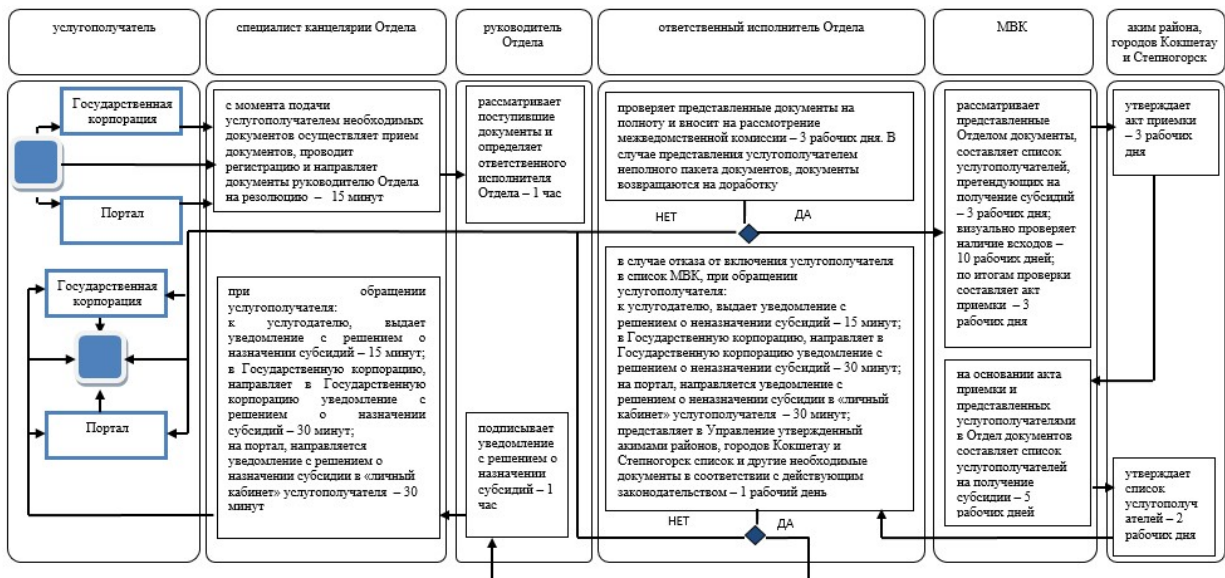 услугополучатель
специалист канцелярии Отдела
руководитель
Отдела
ответственный исполнитель Отдела
МВК
аким района,
городов Кокшетау
и Степногорск
Государственная
корпорация
Портал
с момента подачи
услугополучателем необходимых
документов осуществляет прием
документов, проводит
регистрацию и направляет
документы руководителю Отдела
на резолюцию – 15 минут
рассматривает
поступившие
документы и
определяет
ответственного
исполнителя
Отдела – 1 час
проверяет представленные документы на
полноту и вносит на рассмотрение
межведомственной комиссии – 3 рабочих дня. В
случае представления услугополучателем
неполного пакета документов, документы
возвращаются на доработку
НЕТ
ДА
рассматривает
представленные
Отделом документы,
составляет список
услугополучателей,
претендующих на
получение субсидий
– 3 рабочих дня;
визуально проверяет
наличие всходов –
10 рабочих дней;
по итогам проверки
составляет акт
приемки – 3
рабочих дня
утверждает
акт приемки
– 3 рабочих
дня
Государственная
корпорация
Портал
при обращении
услугополучателя:
к услугодателю, выдает
уведомление с решением о
назначении субсидий – 15 минут;
в Государственную корпорацию,
направляет в Государственную
корпорацию уведомление с
решением о назначении
субсидий – 30 минут;
на портал, направляется
уведомление с решением о
назначении субсидии в «личный
кабинет» услугополучателя – 30
минут
подписывает
уведомление
с решением о
назначении
субсидий – 1
час
в случае отказа от включения услугополучателя
в список МВК, при обращении
услугополучателя:
к услугодателю, выдает уведомление с
решением о неназначении субсидий – 15 минут;
в Государственную корпорацию, направляет в
Государственную корпорацию уведомление с
решением о неназначении субсидий – 30 минут;
на портал, направляется уведомление с
решением о неназначении субсидии в «личный
кабинет» услугополучателя – 30 минут;
представляет в Управление утвержденный
акимами районов, городов Кокшетау и
Степногорск список и другие необходимые
документы в соответствии с действующим
законодательством – 1 рабочий день
НЕТ
ДА
на основании акта
приемки и
представленных
услугополучателями
в Отдел документов
составляет список
услугополучателей
на получение
субсидии – 5
рабочих дней
утверждает
список
услугополуч
ателей – 2
рабочих дня